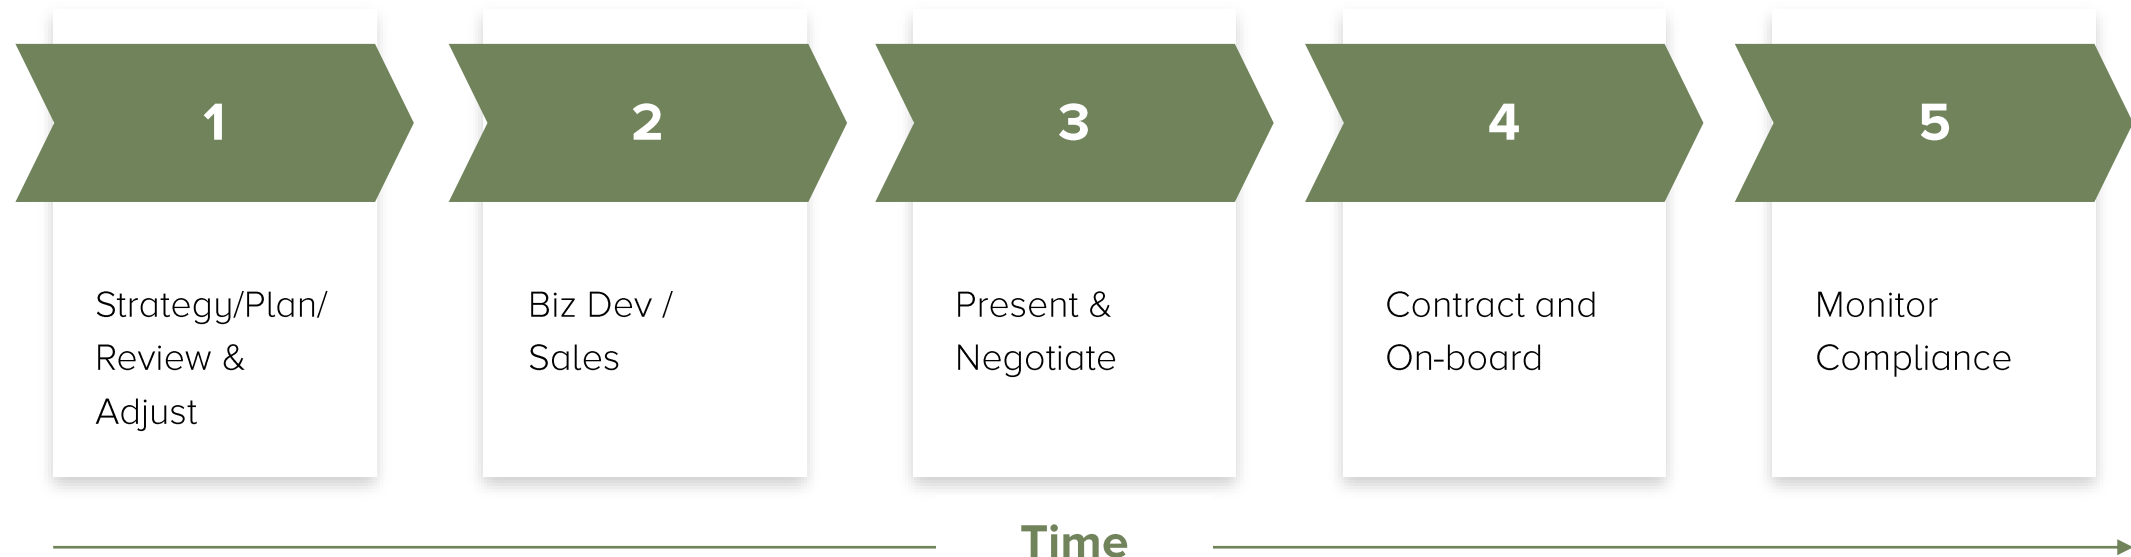 1
2
3
4
5
Strategy/Plan/
Review &
Adjust
Biz Dev /
Sales
Present &
Negotiate
Contract and
On-board
Monitor
Compliance
Time